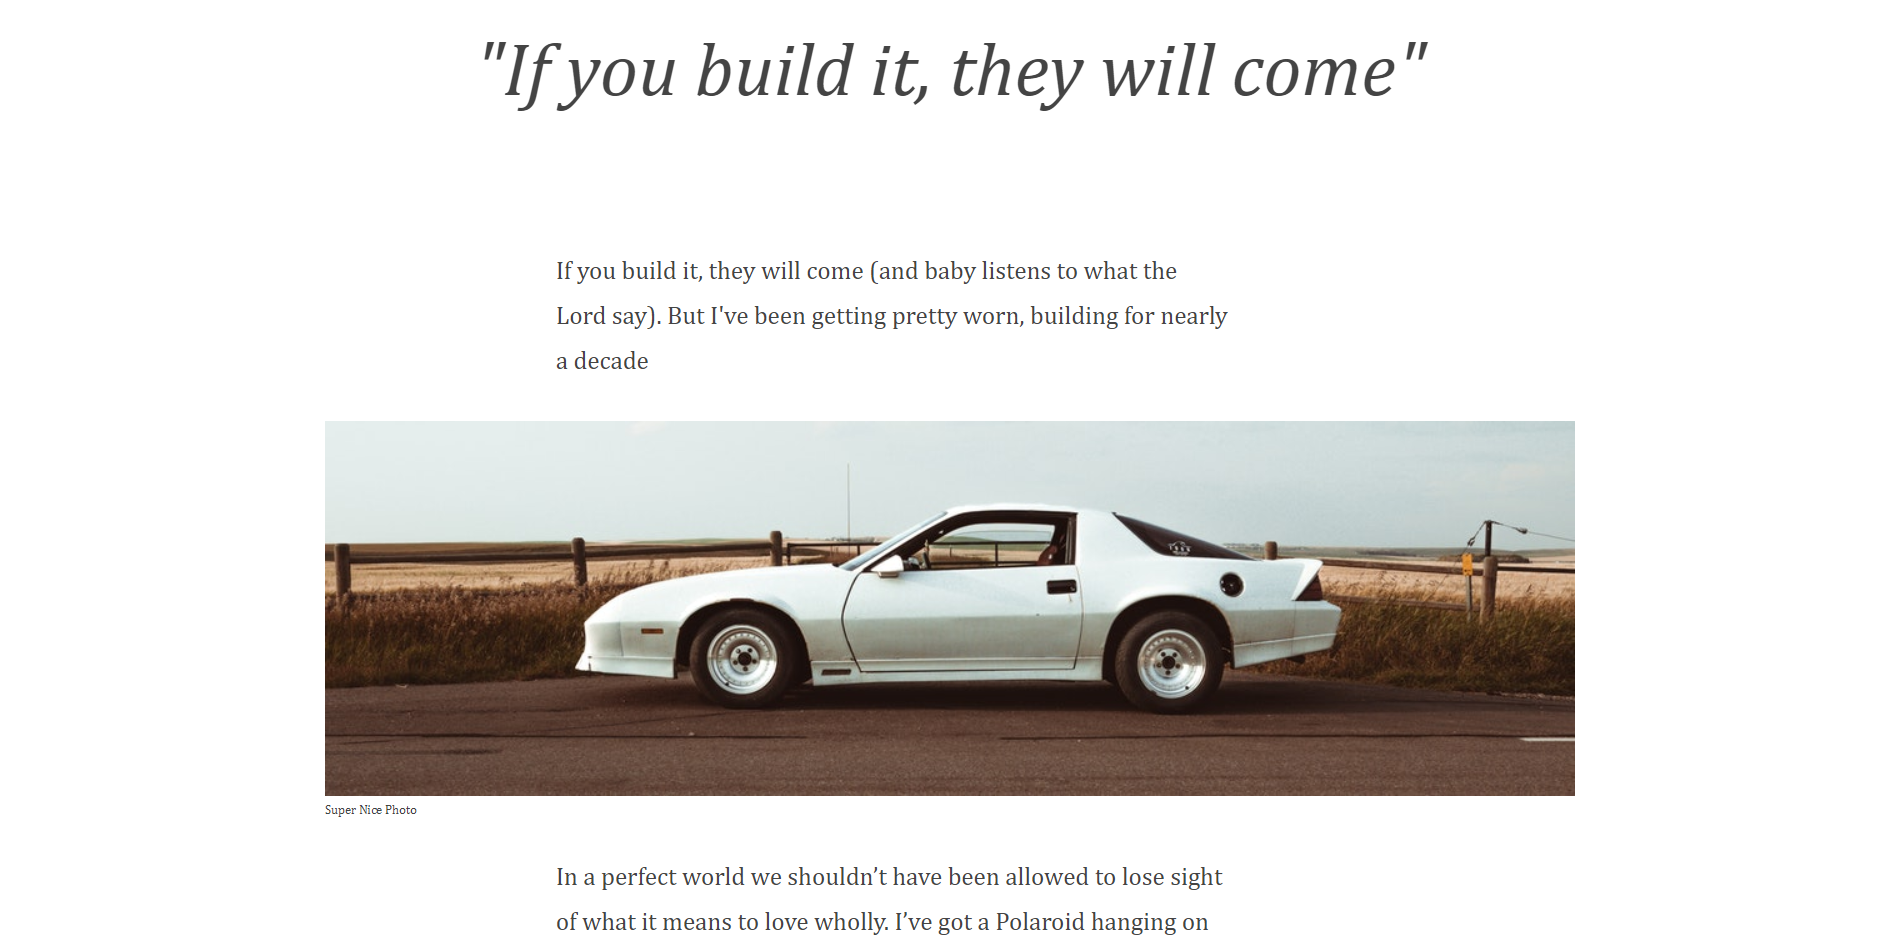 "If you build it, they will come"
If you build it, they will come (and baby listens to what the
Lord say). But I've been getting pretty worn, building for nearly
a decade
Super Nice Photo
In a perfect world we shouldn’t have been allowed to lose sight
of what it means to love wholly. I’ve got a Polaroid hanging on